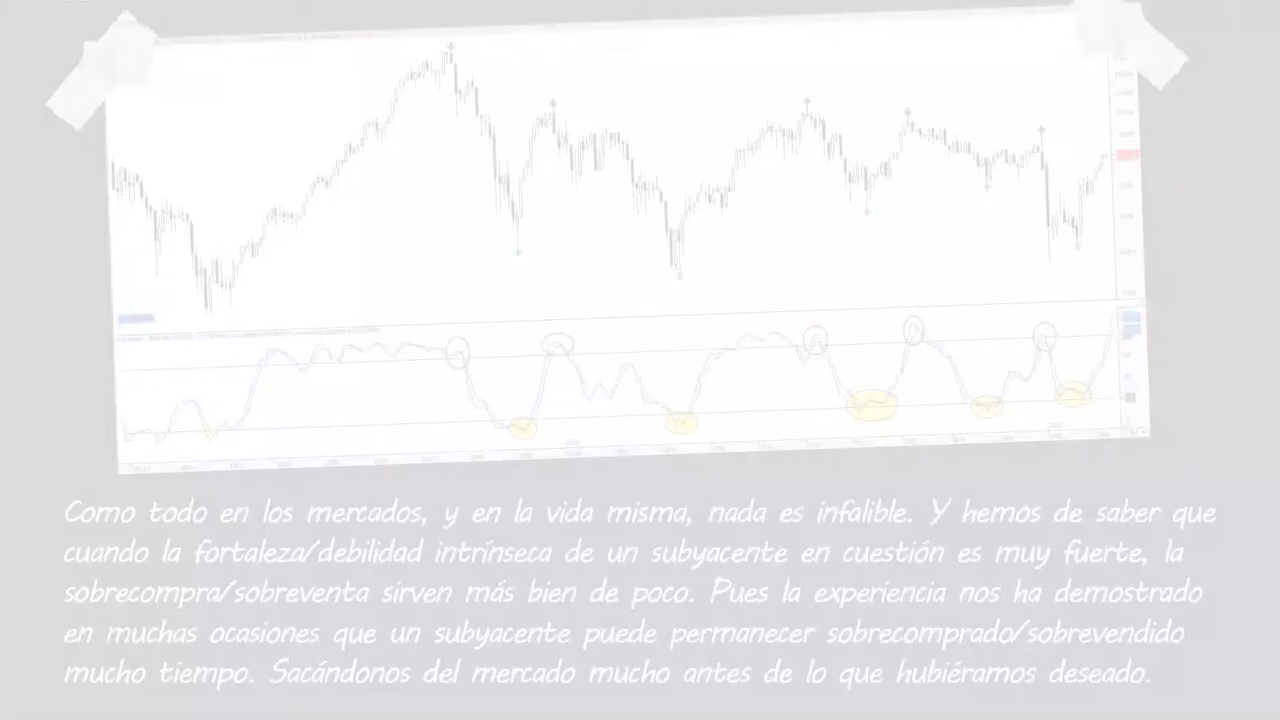 Como todo en los mercados, y en la vida misma, nada es infalible. Y hemos de saber que
cuando la fortaleza/debilidad intrínseca de un subyacente en cuestión es muy fuerte, la
sobrecompra/sobreventa sirven más bien de poco. Pues la experiencia nos ha demostrado
en muchas ocasiones que un subyacente puede permanecer sobrecomprado/sobrevendido
mucho tiempo. Sacándonos del mercado mucho antes de lo que hubiéramos deseado.